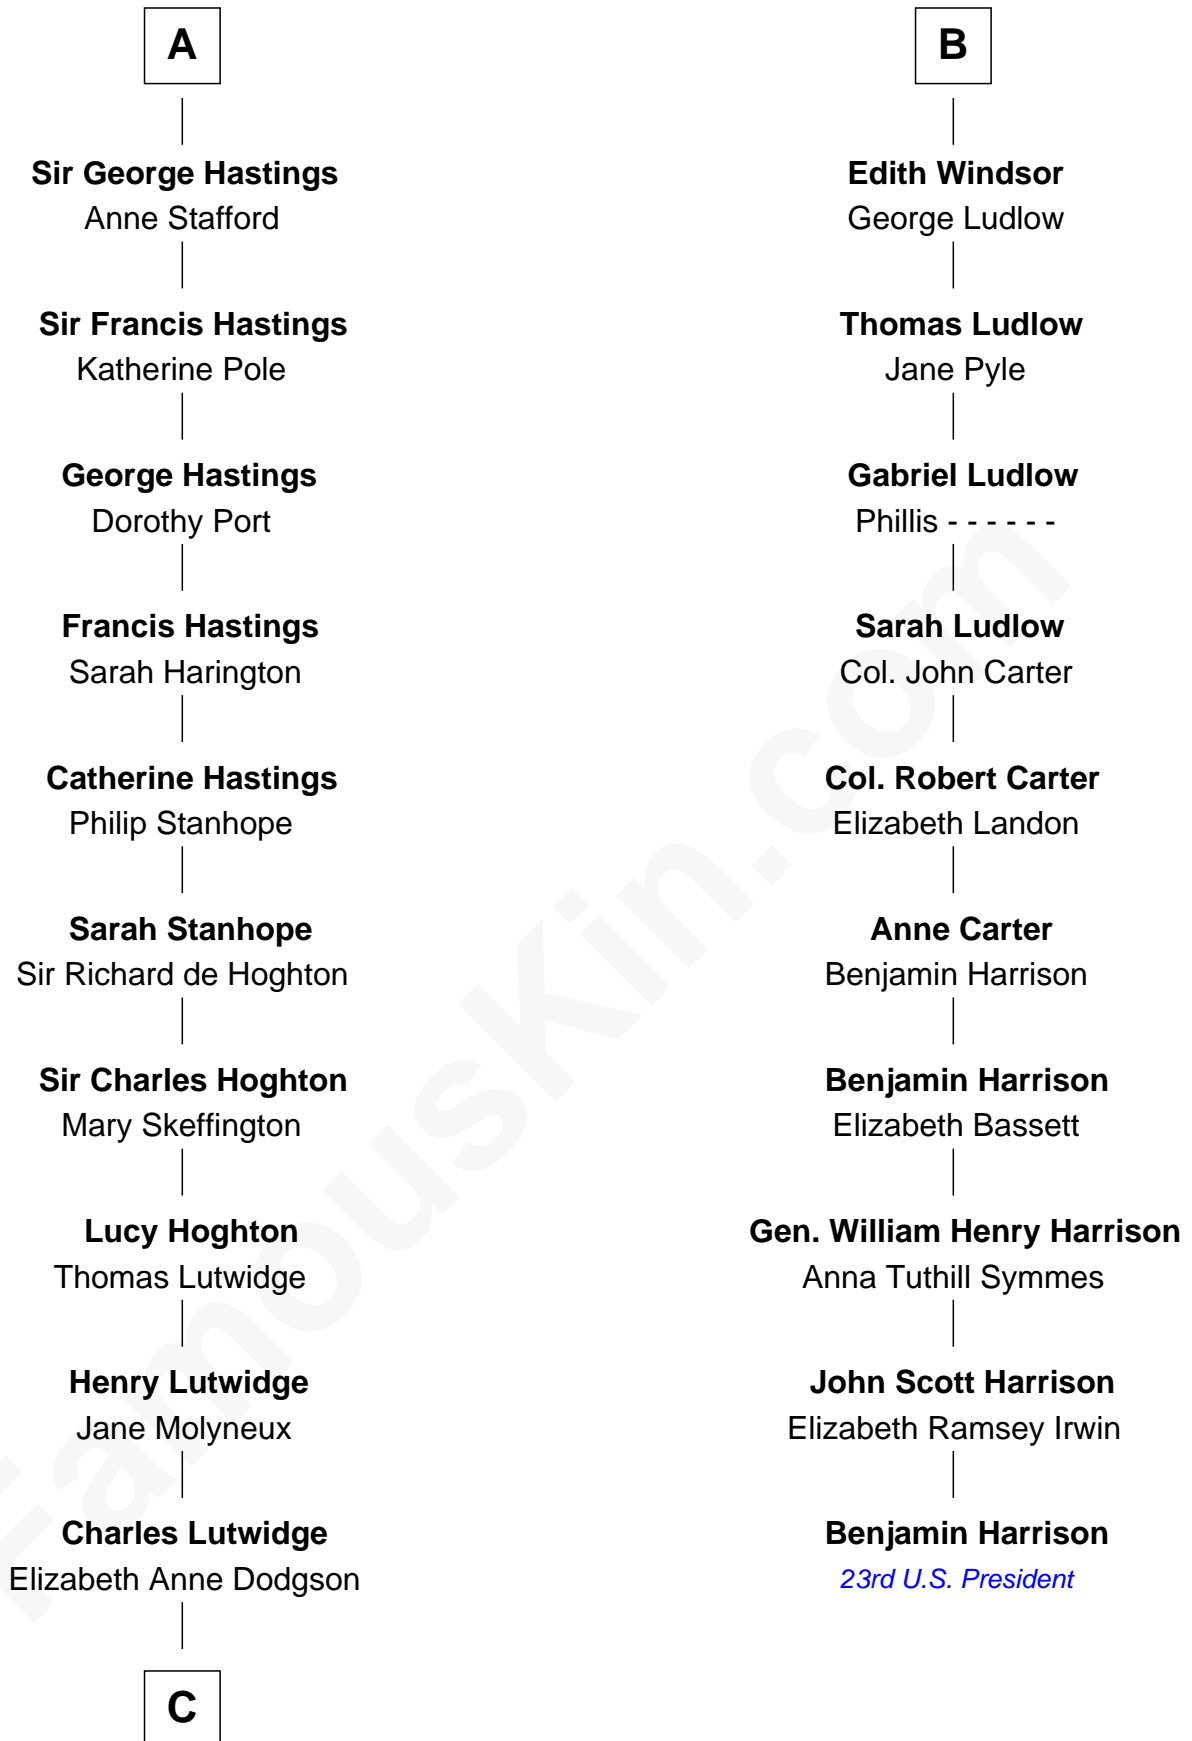 A
Sir George Hastings
Anne Stafford
Sir Francis Hastings
Katherine Pole
George Hastings
Dorothy Port
Francis Hastings
Sarah Harington
Catherine Hastings
Philip Stanhope
Sarah Stanhope
Sir Richard de Hoghton
Sir Charles Hoghton
Mary Skeffington
Lucy Hoghton
Thomas Lutwidge
Henry Lutwidge
Jane Molyneux
Charles Lutwidge
Elizabeth Anne Dodgson
C
B
Edith Windsor
George Ludlow
Thomas Ludlow
Jane Pyle
Gabriel Ludlow
Phillis - - - - - -
Sarah Ludlow
Col. John Carter
Col. Robert Carter
Elizabeth Landon
Anne Carter
Benjamin Harrison
Benjamin Harrison
Elizabeth Bassett
Gen. William Henry Harrison
Anna Tuthill Symmes
John Scott Harrison
Elizabeth Ramsey Irwin
Benjamin Harrison
23rd U.S. President
FamousKin.com